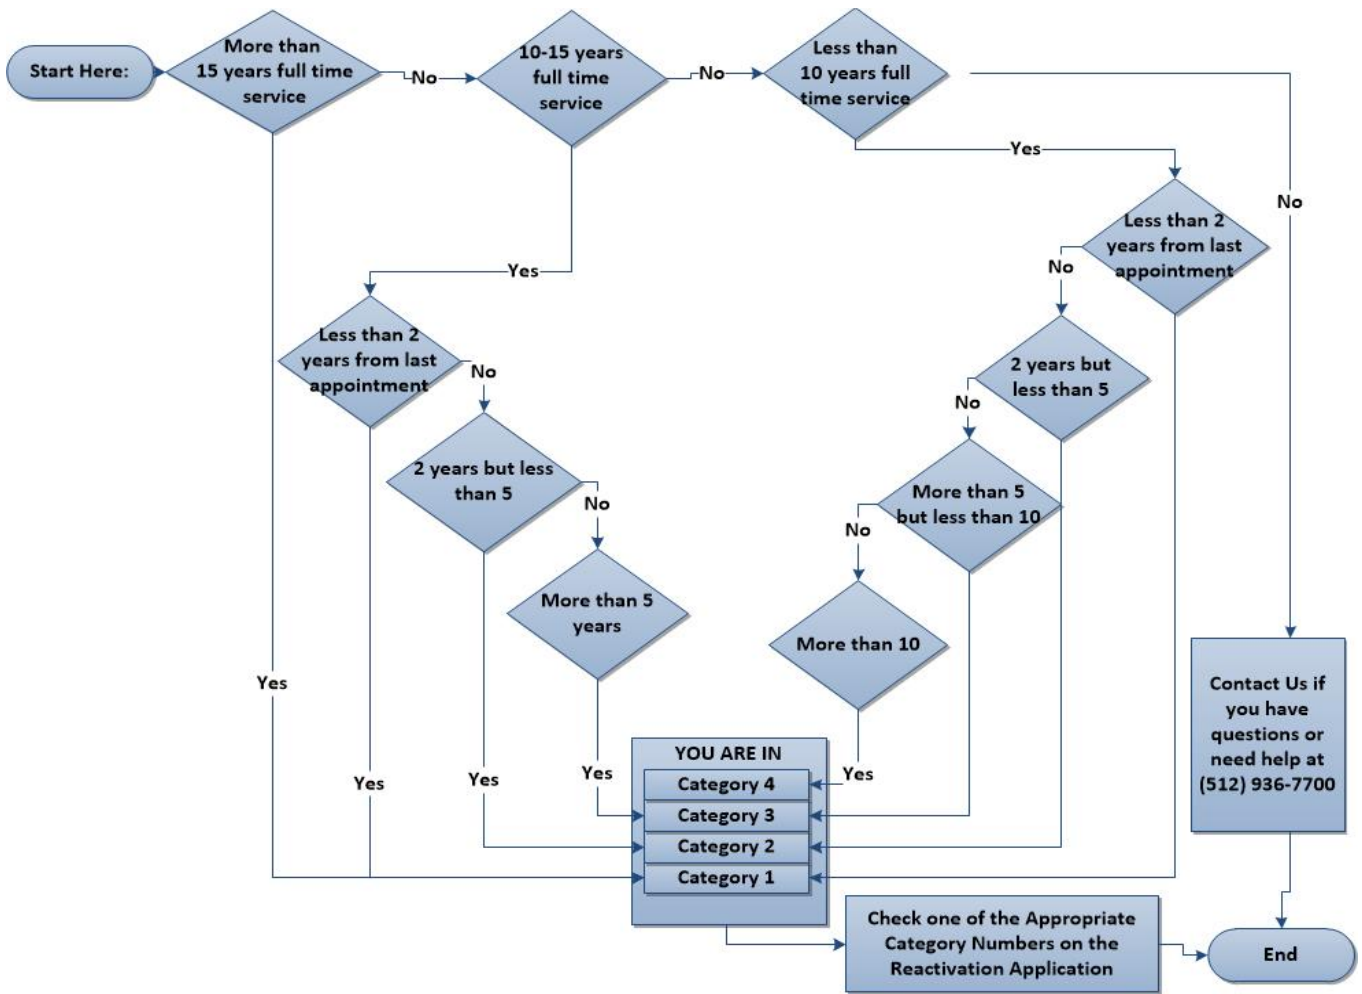 Start Here:
More than
15 years full time
service
No
10-15 years
full time
service
No
Less than
10 years full
time service
Yes
No
Less than 2
years from last
appointment
No
Yes
2 years but
less than 5
Less than 2
years from last
appointment
No
No
2 years but less
than 5
No
More than 5
but less than 10
No
More than 5
years
More than 10
Yes
Contact Us if
you have
questions or
need help at
(512) 936-7700
YOU ARE IN
Yes
Yes
Yes
Yes
Category 4
Category 3
Category 2
Category 1
Check one of the Appropriate
Category Numbers on the
Reactivation Application
End